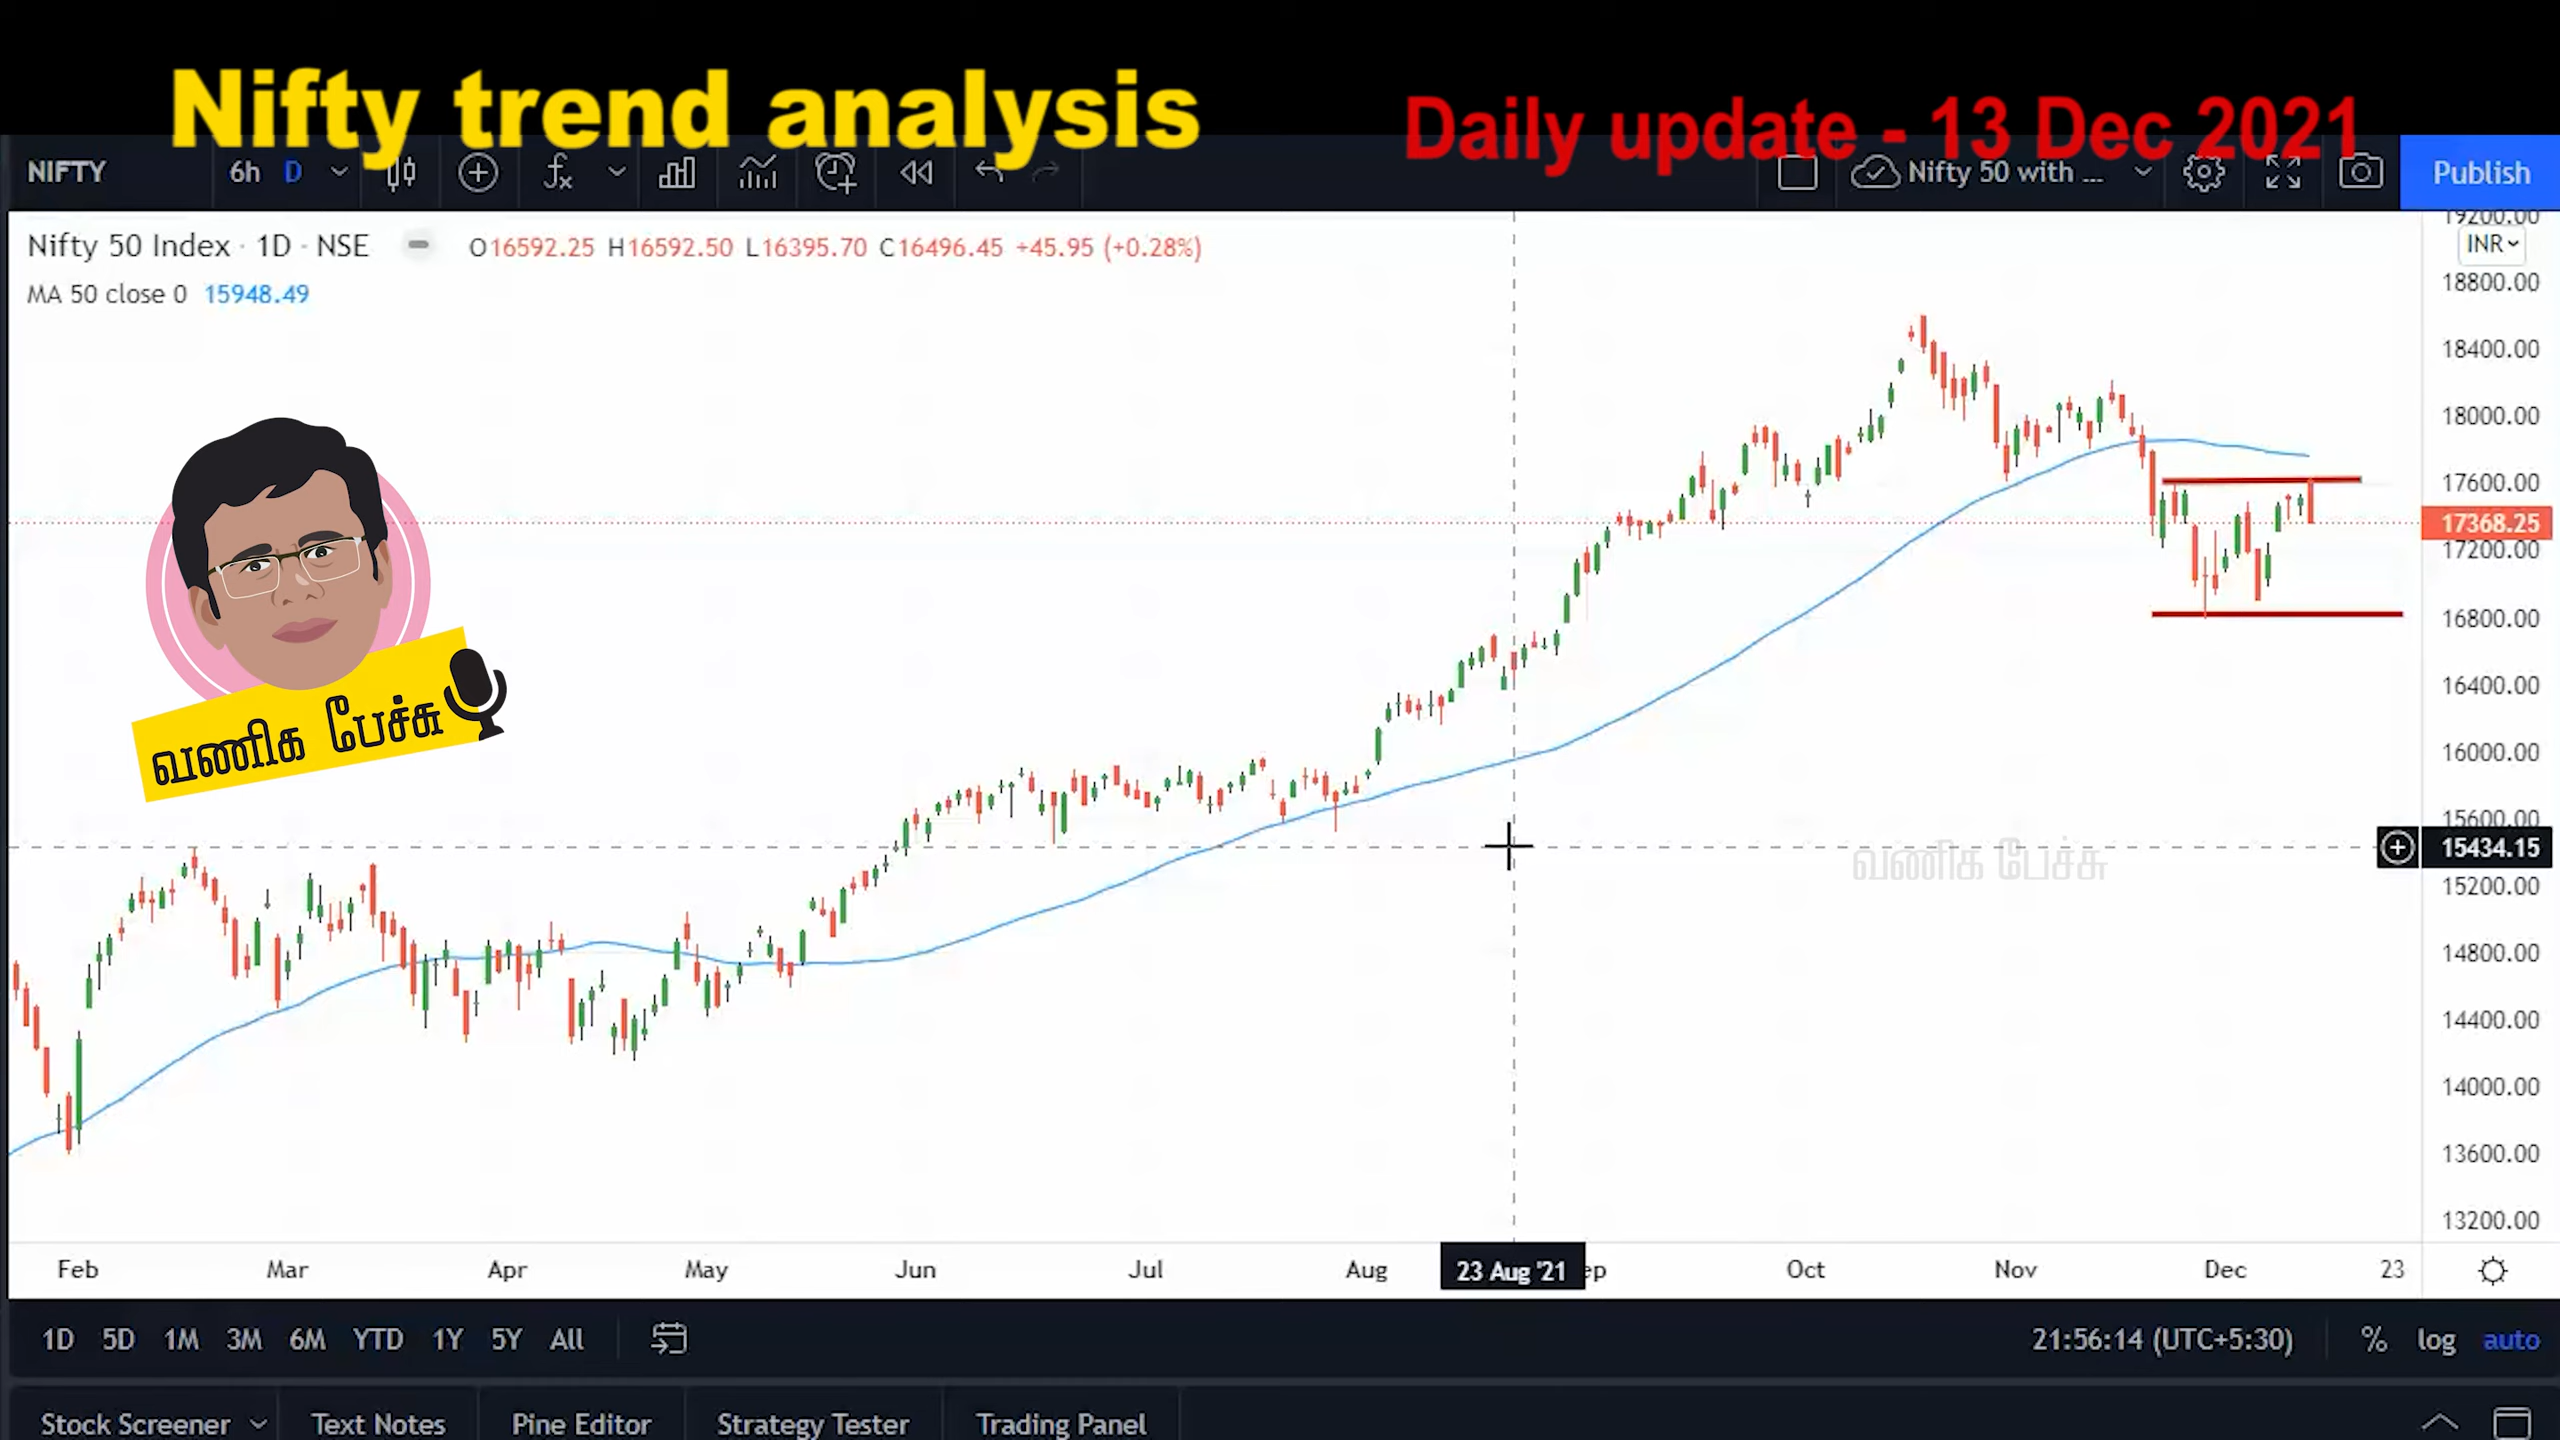 Nifty trend analysis
Daily update - 13 Dec 2021
NIFTY 6h D Nifty 50 with ... Publish
Nifty 50 Index · 1D · NSE O16592.25 H16592.50 L16395.70 C16496.45 +45.95 (+0.28%)
MA 50 close 0 15948.49
வணிக பேச்சு
வணிக பேச்சு
19200.00
INR
18800.00
18400.00
18000.00
17600.00
17368.25
17200.00
16800.00
16400.00
16000.00
15600.00
15434.15
15200.00
14800.00
14400.00
14000.00
13600.00
13200.00
Feb Mar Apr May Jun Jul Aug 23 Aug '21 ep Oct Nov Dec 23
1D 5D 1M 3M 6M YTD 1Y 5Y All 21:56:14 (UTC+5:30) % log auto
Stock Screener Text Notes Pine Editor Strategy Tester Trading Panel